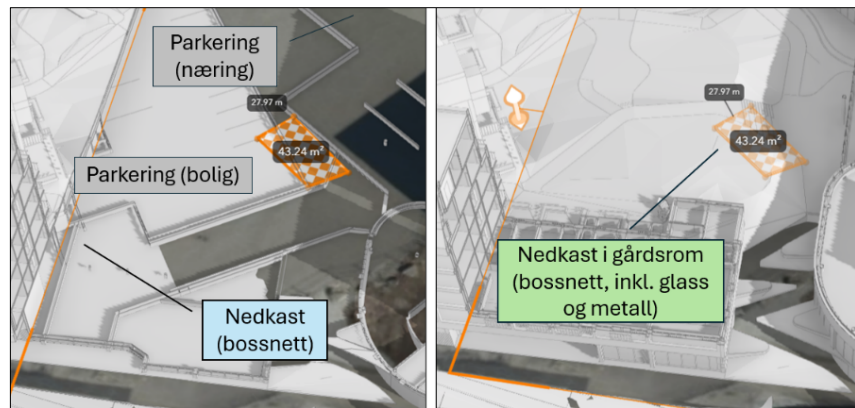 Parkering
(næring)
27.97 m
43.24 m²
Parkering (bolig)
Nedkast
(bossnett)
27.97 m
43.24 m²
Nedkast i gårdsrom
(bossnett, inkl. glass
og metall)